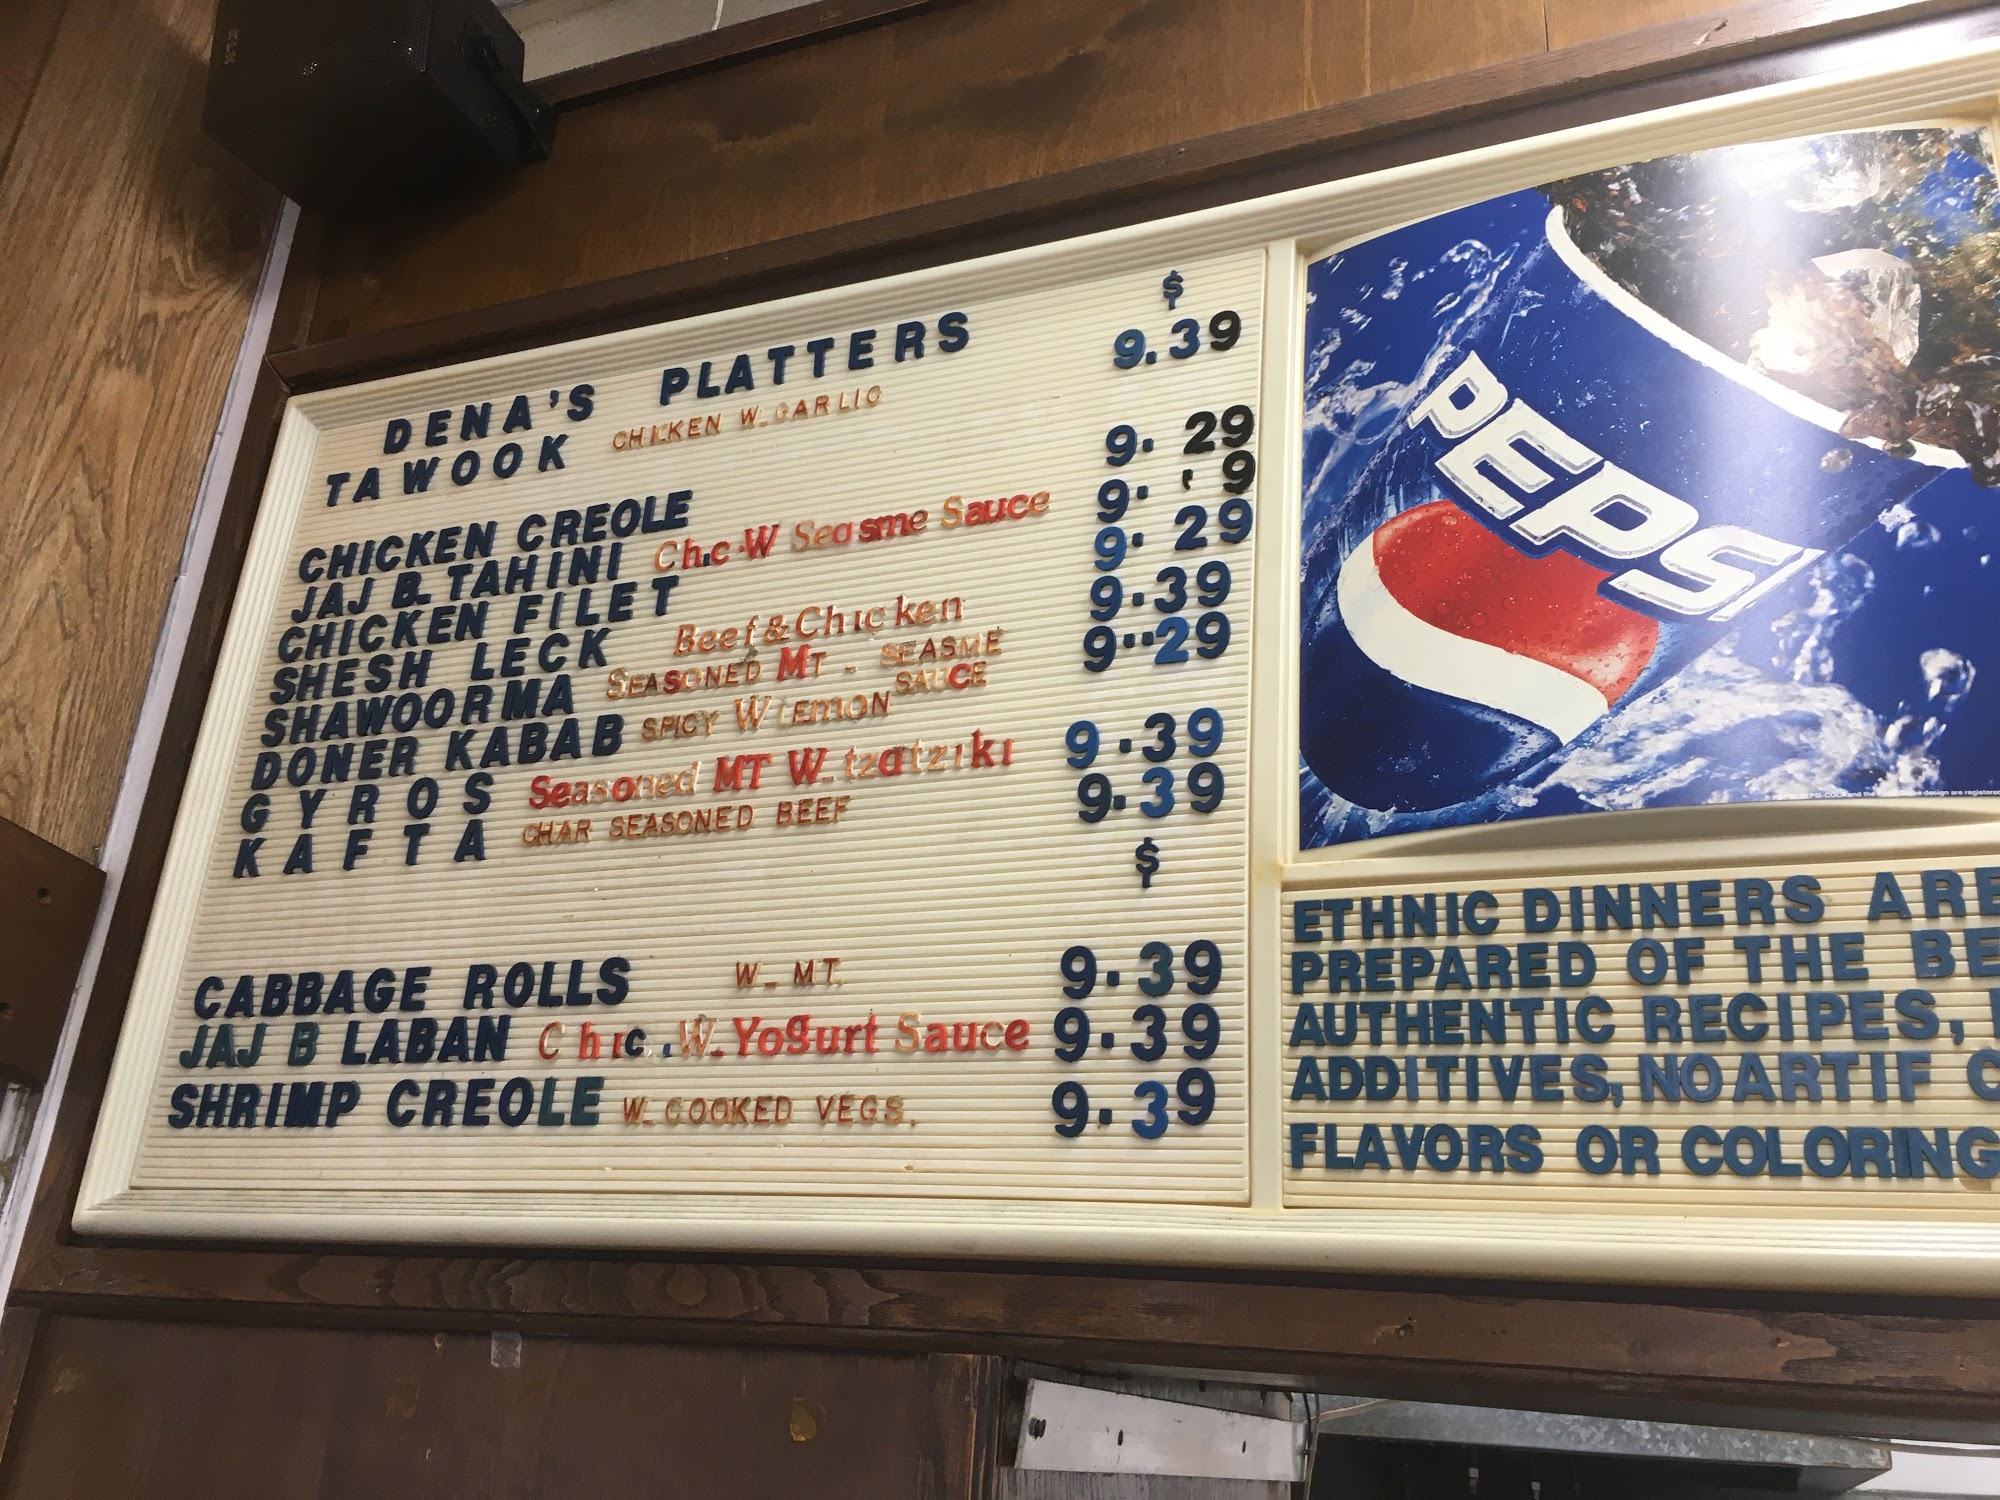 $
DENA'S PLATTERS 9.39
TAWOOK CHICKEN W. GARLIC
CHICKEN CREOLE 9. 29
JAJ B. TAHINI Chic.W Seasme Sauce 9. 9
CHICKEN FILET 9. 29
SHESH LECK Beef&Chicken 9.39
SHAWOORMA SEASONED MT - SEASME SAUCE 9..29
DONER KABAB SPICY W LEMON
GYROS Seasoned MT W. tzatziki 9.39
KAFTA CHAR SEASONED BEEF 9.39
$
CABBAGE ROLLS W. MT. 9.39
JAJ B LABAN Chic..W.Yogurt Sauce 9.39
SHRIMP CREOLE W. COOKED VEGS. 9.39
PEPSI
ETHNIC DINNERS ARE
PREPARED OF THE BE
AUTHENTIC RECIPES,
ADDITIVES, NO ARTIF C
FLAVORS OR COLORING